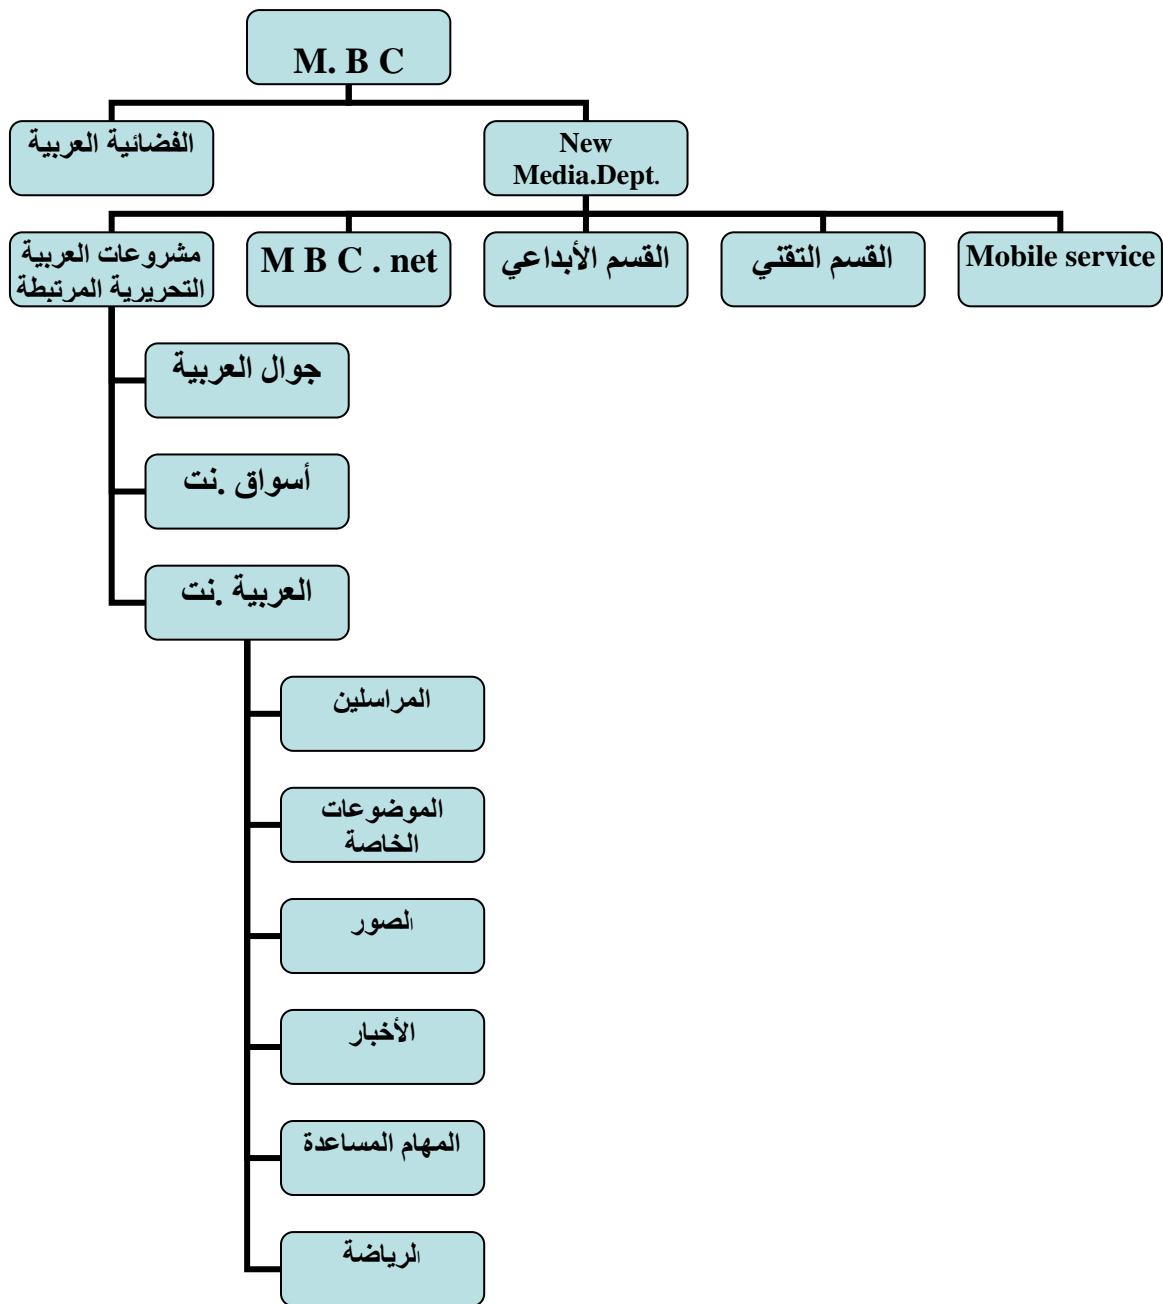 M. B C
الفضائية العربية
New
Media.Dept.
مشروعات العربية
التحريرية المرتبطة
M B C . net
القسم الأبداعي
القسم التقني
Mobile service
جوال العربية
أسواق .نت
العربية .نت
المراسلين
الموضوعات
الخاصة
الصور
الأخبار
المهام المساعدة
الرياضة